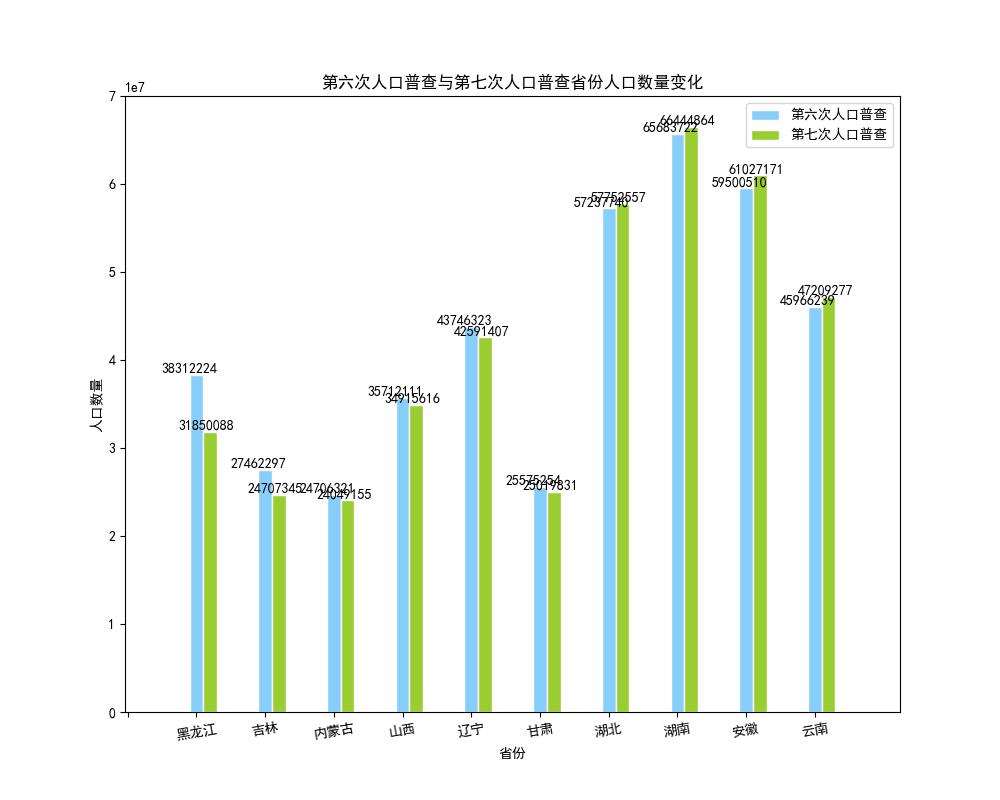 第六次人口普查与第七次人口普查省份人口数量变化
1e7
第六次人口普查
第七次人口普查
7
6
5
4
3
2
1
0
人口数量
38312224
31850088
27462297
24707345
24706321
24049155
35712111
34915616
43746323
42591407
25575254
25019831
57237740
57752557
65683722
66444864
59500510
61027171
45966239
47209277
黑龙江
吉林
内蒙古
山西
辽宁
甘肃
湖北
湖南
安徽
云南
省份